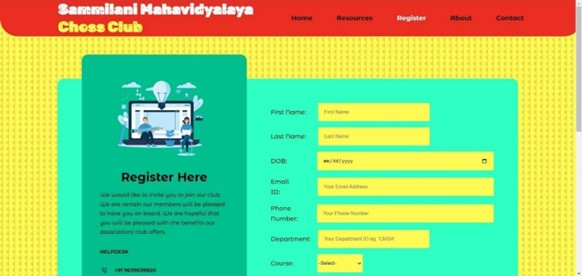 Sammilani Mahavidyalaya
Chess Club
Home Resources Register About Contact
Register Here
We would like to invite you to join our club.
We are certain our members will be pleased
to have you on board. We are hopeful that
you will be pleased with the benefits our
association/ club offers.
HELPDESK
First Name: First Name
Last Name: Last Name
DOB: mm/dd/yyyy
Email ID: Your Email Address
Phone Number: Your Phone Number
Department: Your Department ID eg.
Course: -Select-